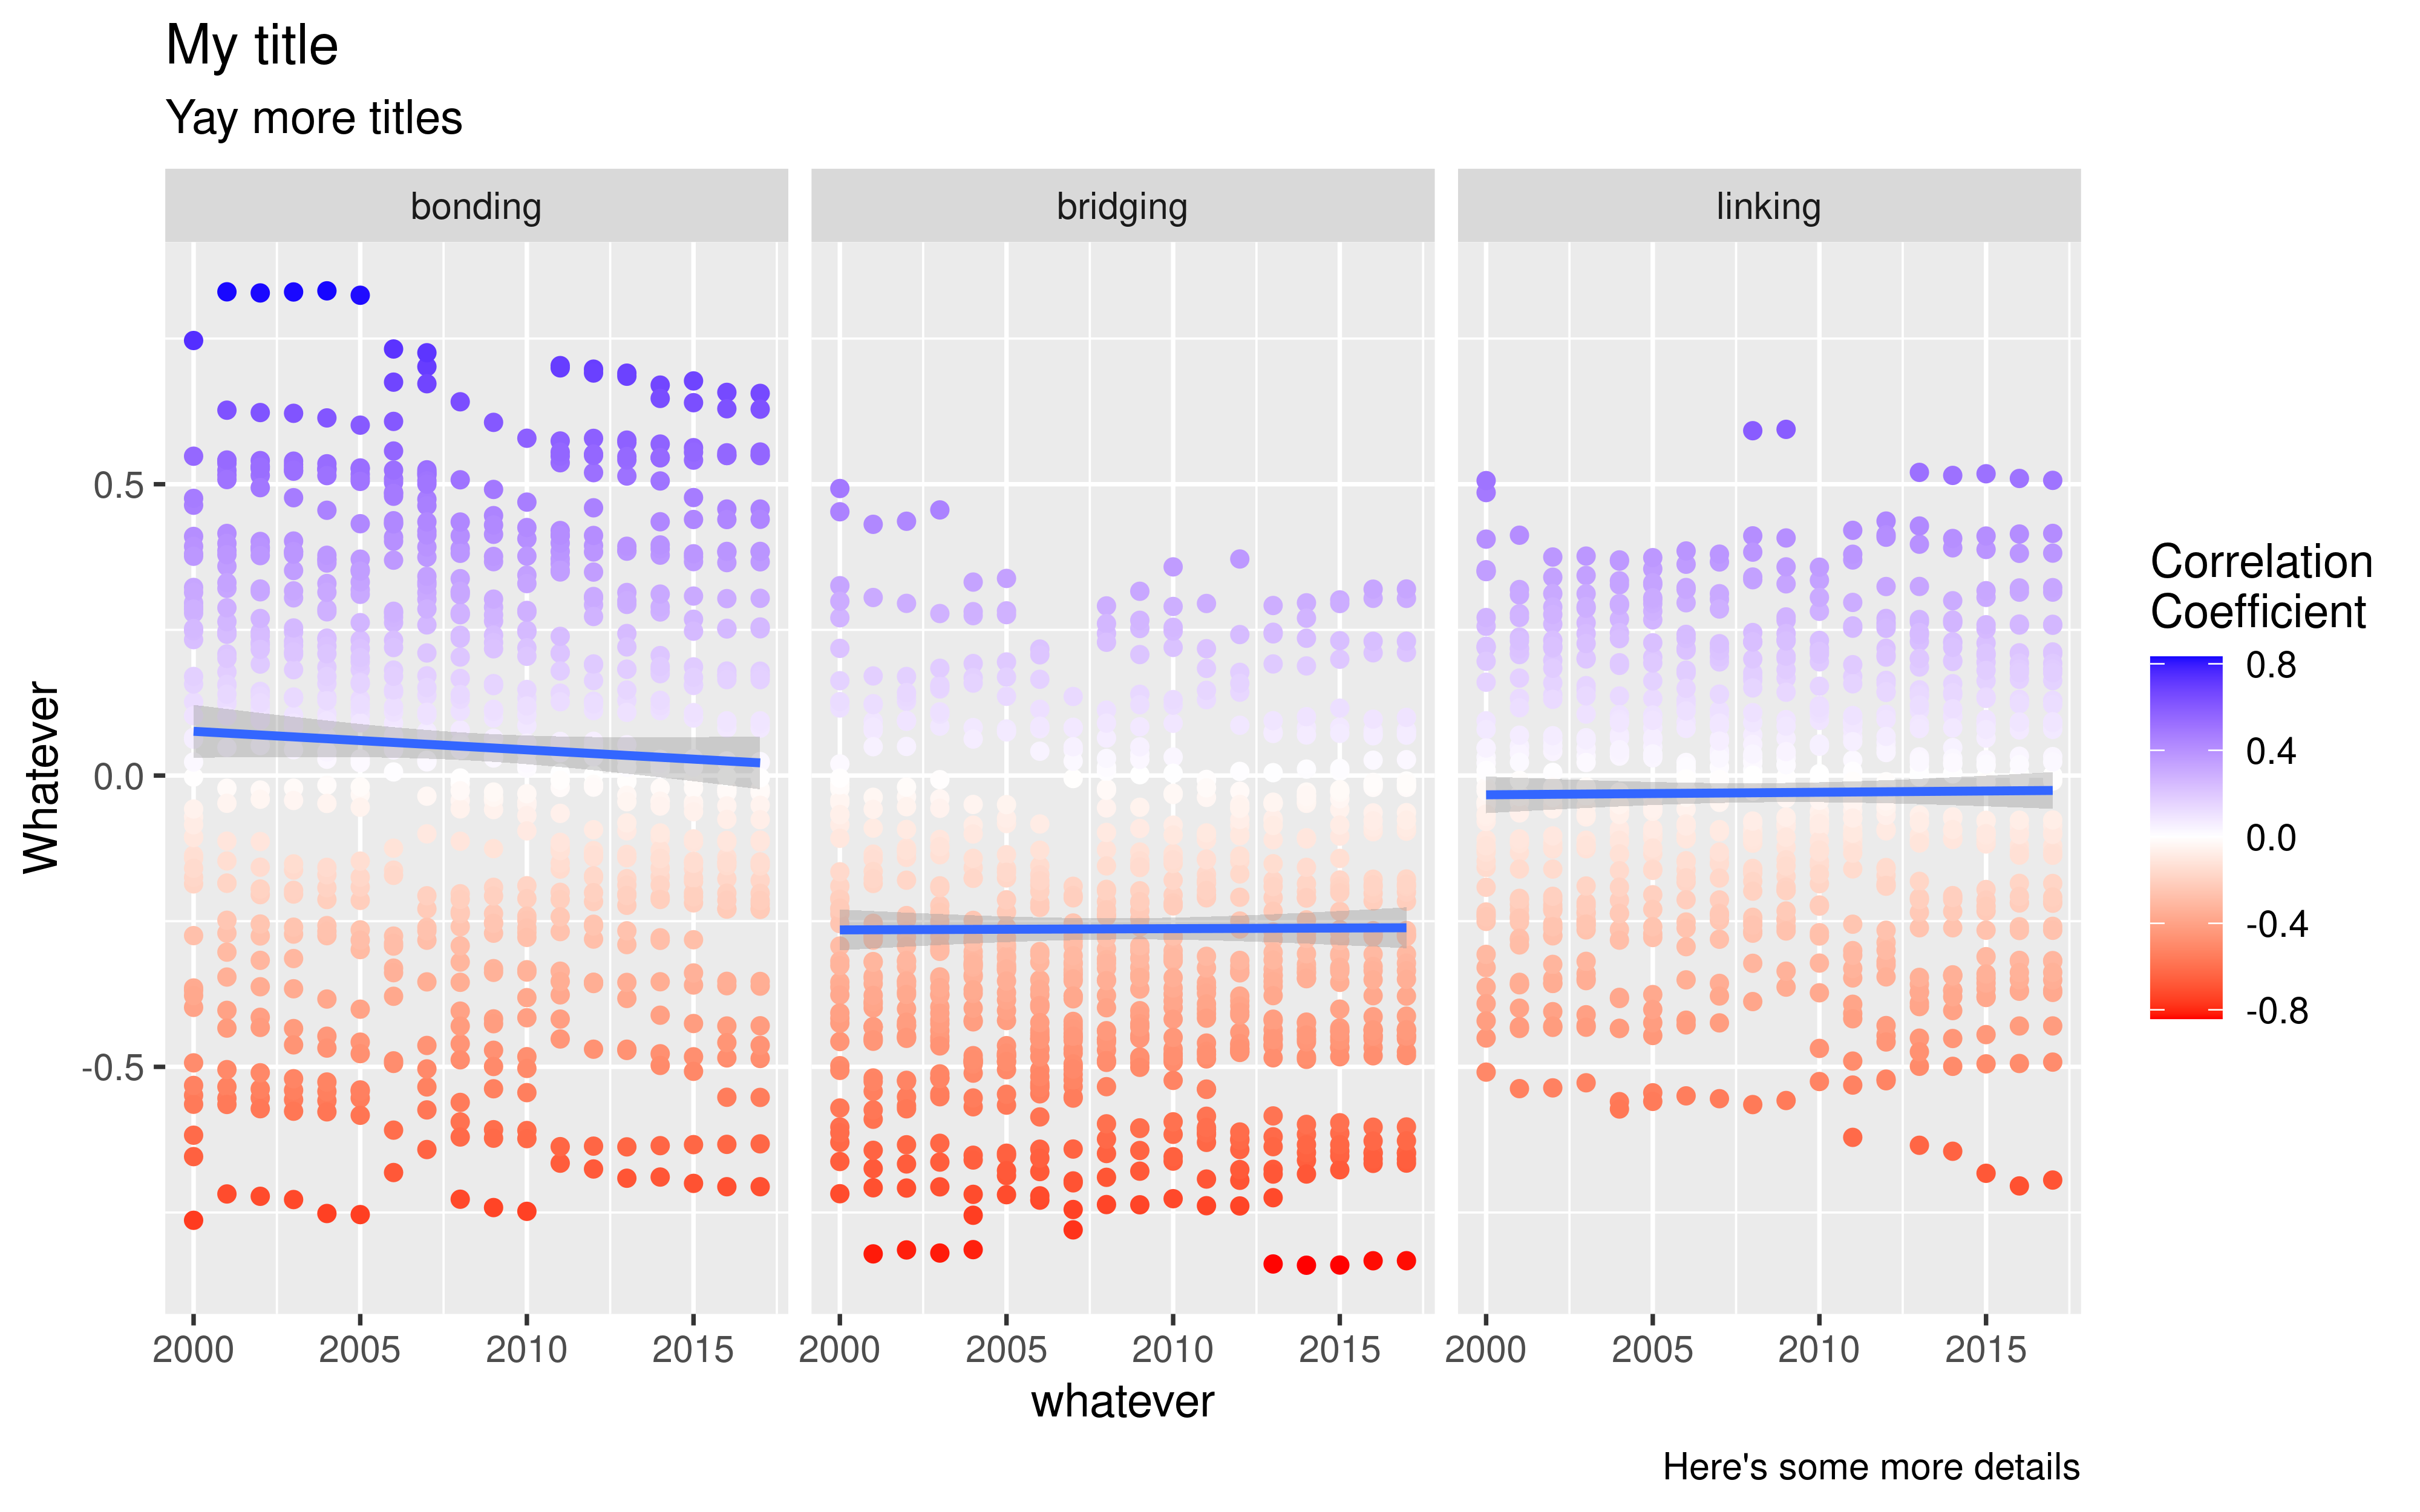 My title
Yay more titles
bonding
bridging
linking
Whatever
0.5
0.0
-0.5
2000 2005 2010 2015
2000 2005 2010 2015
2000 2005 2010 2015
whatever
Correlation
Coefficient
0.8
0.4
0.0
-0.4
-0.8
Here's some more details